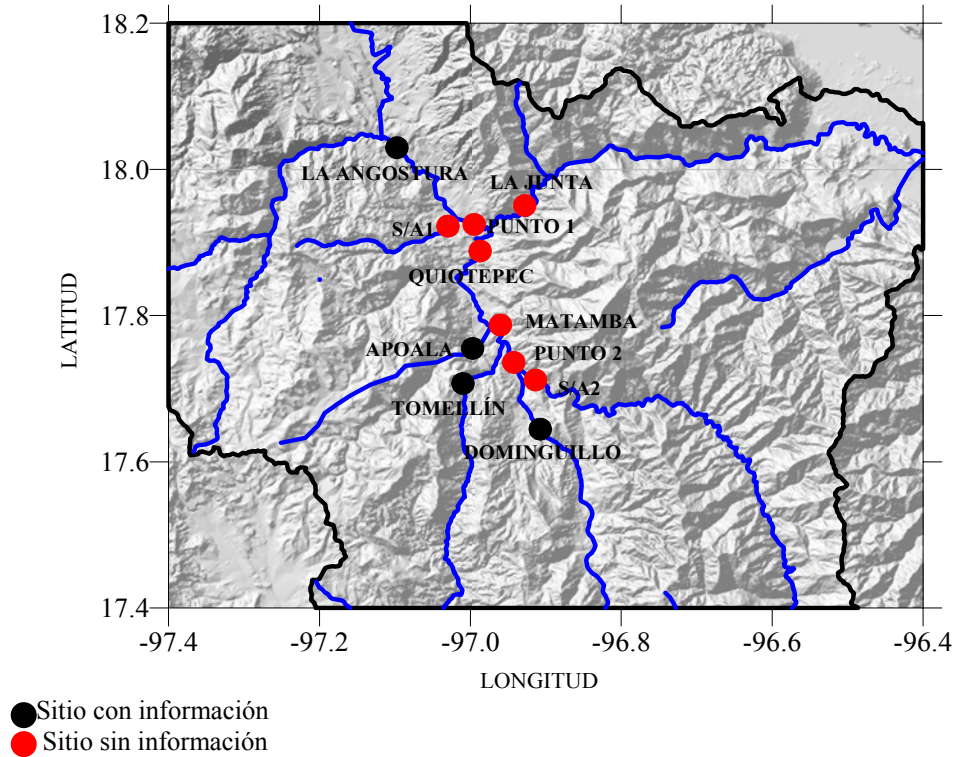 18.2
18.0
LA ANGOSTURA
LA JUNTA
S/A1
PUNTO 1
QUIOTEPEC
17.8
MATAMBA
APOALA
PUNTO 2
S/A2
TOMELLÍN
DOMINGUILLO
17.6
17.4
LATITUD
-97.4
-97.2
-97.0
-96.8
-96.6
-96.4
LONGITUD
Sitio con información
Sitio sin información